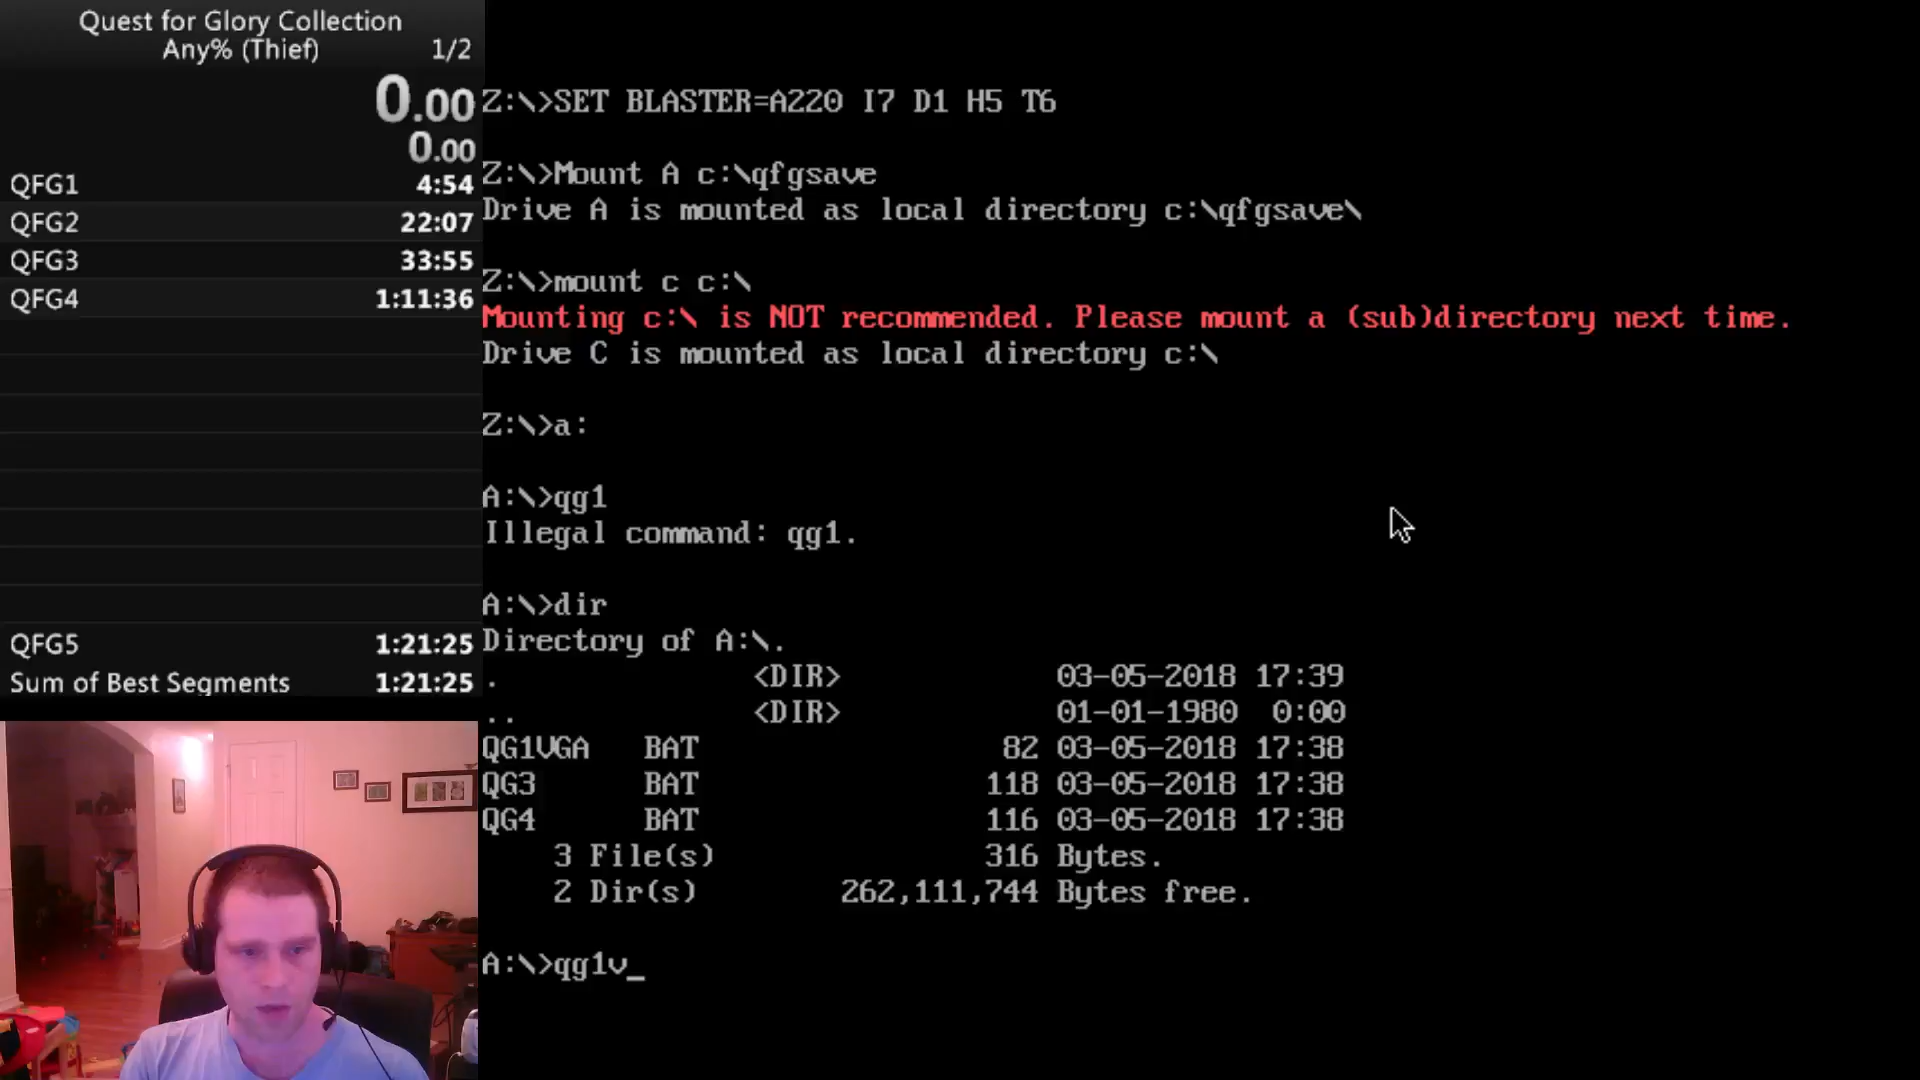 Quest for Glory Collection
Any% (Thief) 1/2
0.00
0.00
QFG1 4:54
QFG2 22:07
QFG3 33:55
QFG4 1:11:36
QFG5 1:21:25
Sum of Best Segments 1:21:25
Z:\>SET BLASTER=A220 I7 D1 H5 T6
Z:\>Mount A c:\qfgsave
Drive A is mounted as local directory c:\qfgsave\
Z:\>mount c c:\
Mounting c:\ is NOT recommended. Please mount a (sub)directory next time.
Drive C is mounted as local directory c:\
Z:\>a:
A:\>qg1
Illegal command: qg1.
A:\>dir
Directory of A:\.
. <DIR> 03-05-2018 17:39
.. <DIR> 01-01-1980 0:00
QG1VGA BAT 82 03-05-2018 17:38
QG3 BAT 118 03-05-2018 17:38
QG4 BAT 116 03-05-2018 17:38
3 File(s) 316 Bytes.
2 Dir(s) 262,111,744 Bytes free.
A:\>qg1v_